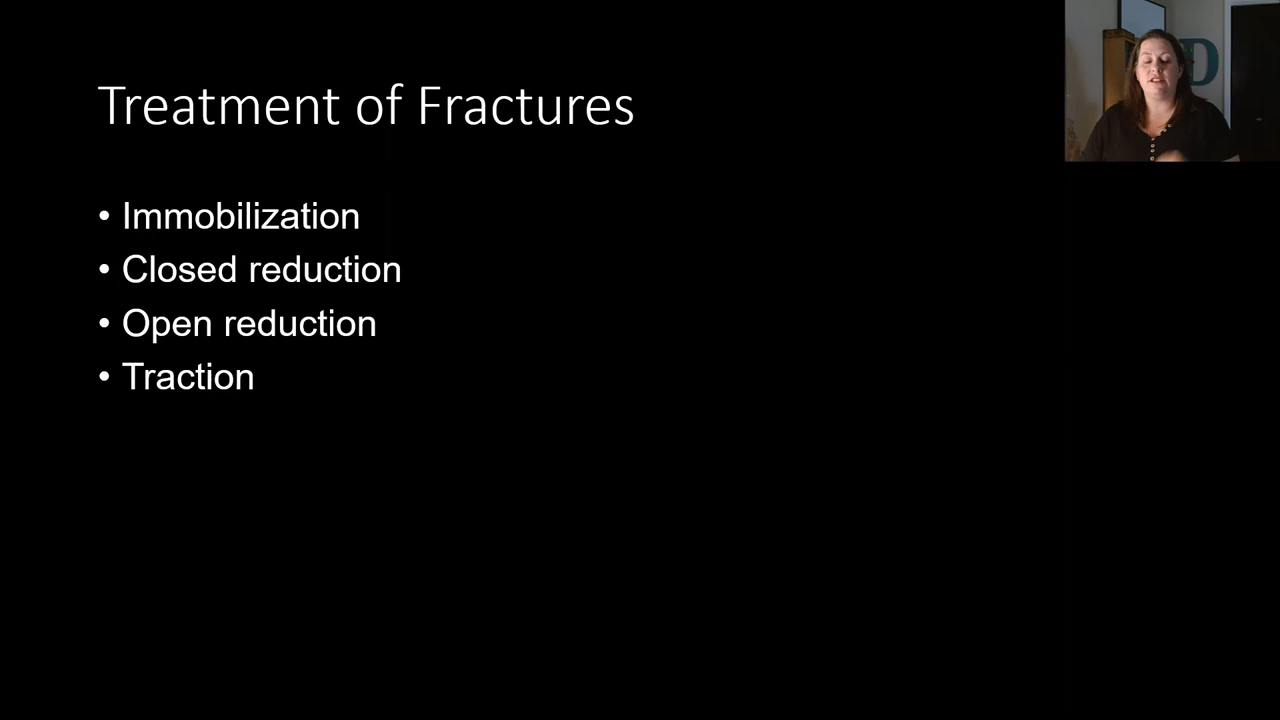 Treatment of Fractures
• Immobilization
• Closed reduction
• Open reduction
• Traction
D